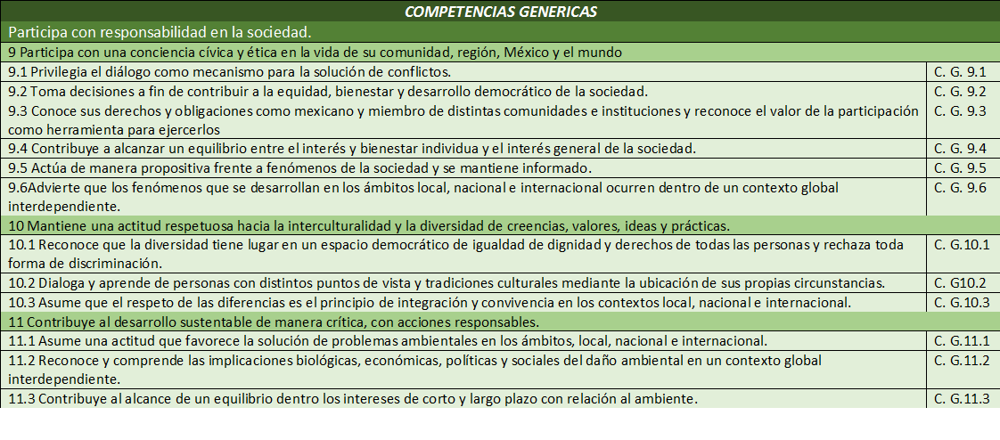 COMPETENCIAS GENERICAS
Participa con responsabilidad en la sociedad.
9 Participa con una conciencia cívica y ética en la vida de su comunidad, región, México y el mundo
9.1 Privilegia el diálogo como mecanismo para la solución de conflictos. C. G. 9.1
9.2 Toma decisiones a fin de contribuir a la equidad, bienestar y desarrollo democrático de la sociedad. C. G. 9.2
9.3 Conoce sus derechos y obligaciones como mexicano y miembro de distintas comunidades e instituciones y reconoce el valor de la participación C. G. 9.3
como herramienta para ejercerlos
9.4 Contribuye a alcanzar un equilibrio entre el interés y bienestar individua y el interés general de la sociedad. C. G. 9.4
9.5 Actúa de manera propositiva frente a fenómenos de la sociedad y se mantiene informado. C. G. 9.5
9.6Advierte que los fenómenos que se desarrollan en los ámbitos local, nacional e internacional ocurren dentro de un contexto global C. G. 9.6
interdependiente.
10 Mantiene una actitud respetuosa hacia la interculturalidad y la diversidad de creencias, valores, ideas y prácticas.
10.1 Reconoce que la diversidad tiene lugar en un espacio democrático de igualdad de dignidad y derechos de todas las personas y rechaza toda C. G.10.1
forma de discriminación.
10.2 Dialoga y aprende de personas con distintos puntos de vista y tradiciones culturales mediante la ubicación de sus propias circunstancias. C. G10.2
10.3 Asume que el respeto de las diferencias es el principio de integración y convivencia en los contextos local, nacional e internacional. C. G.10.3
11 Contribuye al desarrollo sustentable de manera crítica, con acciones responsables.
11.1 Asume una actitud que favorece la solución de problemas ambientales en los ámbitos, local, nacional e internacional. C. G.11.1
11.2 Reconoce y comprende las implicaciones biológicas, económicas, políticas y sociales del daño ambiental en un contexto global C. G.11.2
interdependiente.
11.3 Contribuye al alcance de un equilibrio dentro los intereses de corto y largo plazo con relación al ambiente. C. G.11.3